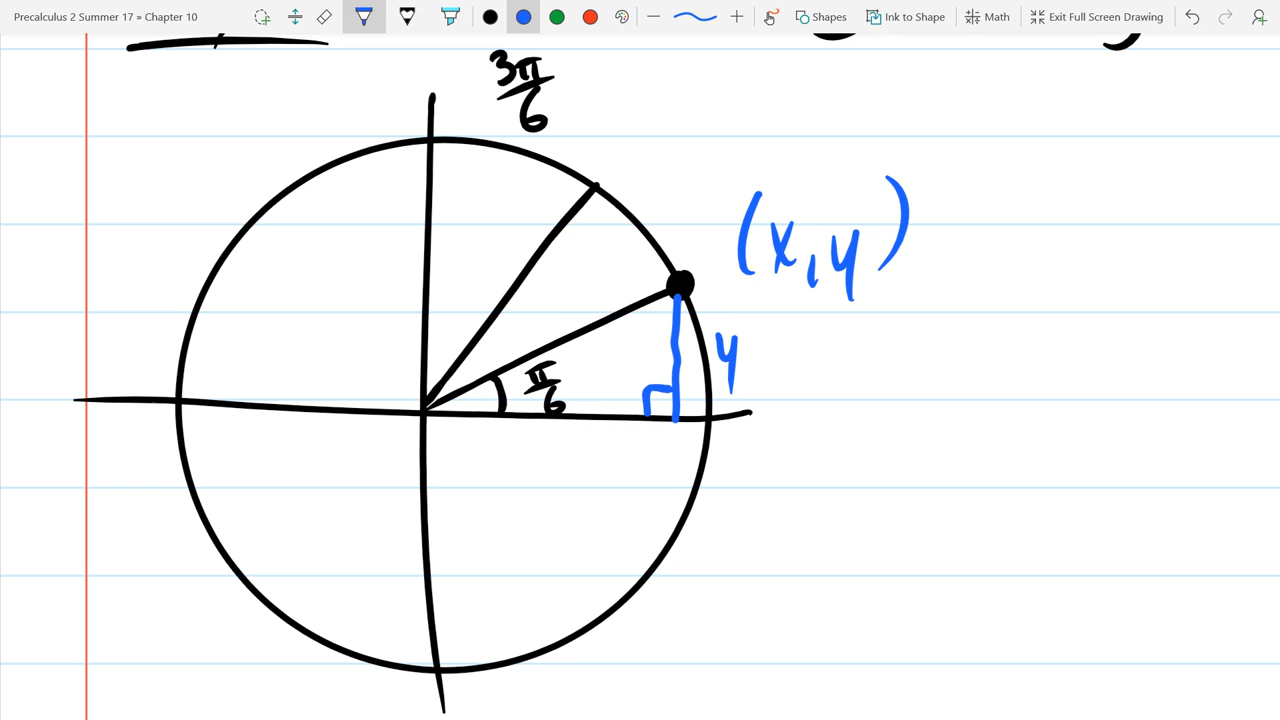 Precalculus 2 Summer 17 » Chapter 10
Shapes
Ink to Shape
Math
Exit Full Screen Drawing
3π
6
(x,y)
y
π
6